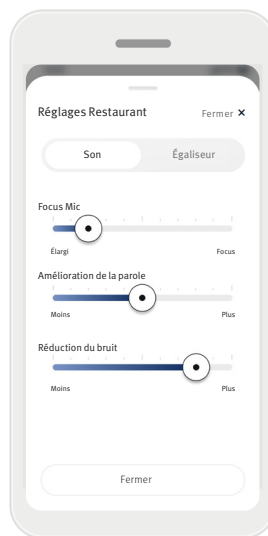 Réglages Restaurant
Fermer ×
Son
Égaliseur
Focus Mic
Élargi
Focus
Amélioration de la parole
Moins
Plus
Réduction du bruit
Moins
Plus
Fermer